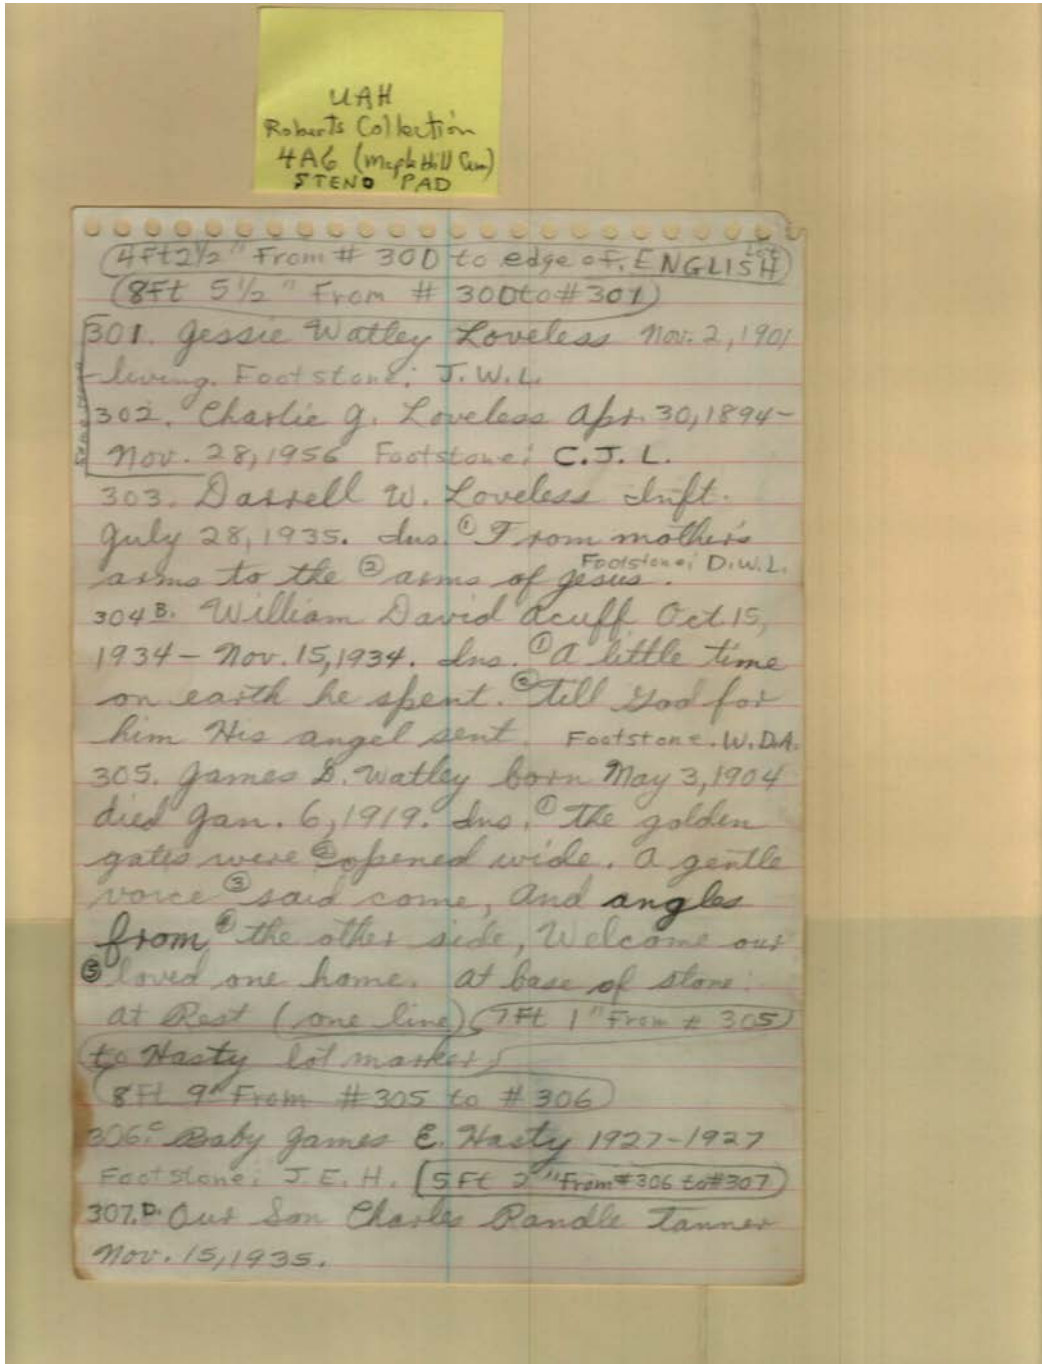 UAH
Roberts Collection
4A6 (Maple Hill Cem)
STENO PAD
4Ft 2 1/2" From # 300 to edge of ENGLISH Lot
8Ft 5 1/2" From # 300 to # 301
301. Jessie Watley Loveless Nov. 2, 1901
-living. Footstone: J.W.L.
302. Charlie J. Loveless Apr. 30, 1894-
Nov. 28, 1956 Footstone: C.J.L.
303. Darrell W. Loveless Inft.
July 28, 1935. Ins. ① From mother's
arms to the ② arms of Jesus. Footstone: D.W.L.
304 B. William David Acuff Oct. 15,
1934 - Nov. 15, 1934. Ins. ① A little time
on earth he spent. ② Till God for
him His angel sent. Footstone. W.D.A.
305. James D. Watley born May 3, 1904
died Jan. 6, 1919. Ins. ① The golden
gates were ② opened wide. A gentle
voice ③ said come, And angles
from ④ the other side, Welcome our
⑤ loved one home. At base of stone:
At Rest (one line) (7Ft 1" From # 305)
to Hasty lot marker
8Ft 9" From # 305 to # 306
306. C Baby James E. Hasty 1927-1927
Footstone: J.E.H. 5Ft 2" From # 306 to # 307
307. D. Our Son Charles Randle Tanner
Nov. 15, 1935.